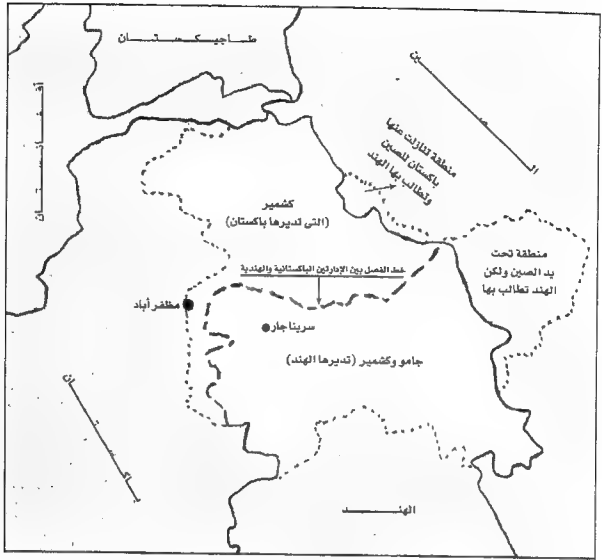 طاجيكستان
أفغانستان
الصين
منطقة تنازلت عنها
باكستان للصين
وتطالب بها الهند
كشمير
(التى تديرها باكستان)
منطقة تحت
يد الصين ولكن
الهند تطالب بها
خط الفصل بين الإدارتين الباكستانية والهندية
مظفر أباد
سريناجار
جامو وكشمير (تديرها الهند)
باكستان
الهند